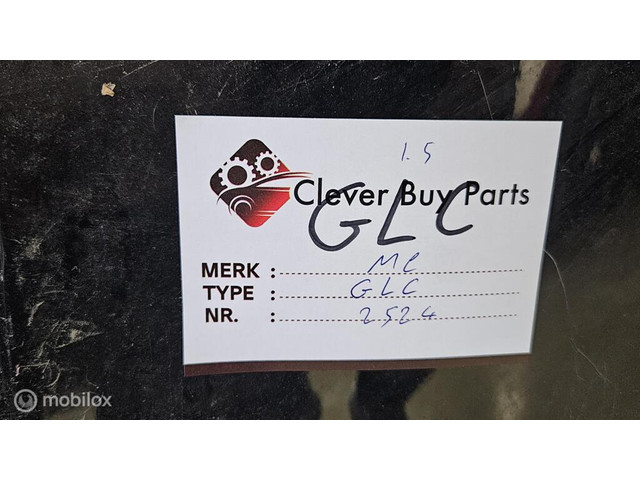 1.5
Clever Buy Parts
GLC
MERK : MC
TYPE : GLC
NR. : 2524
mobilox